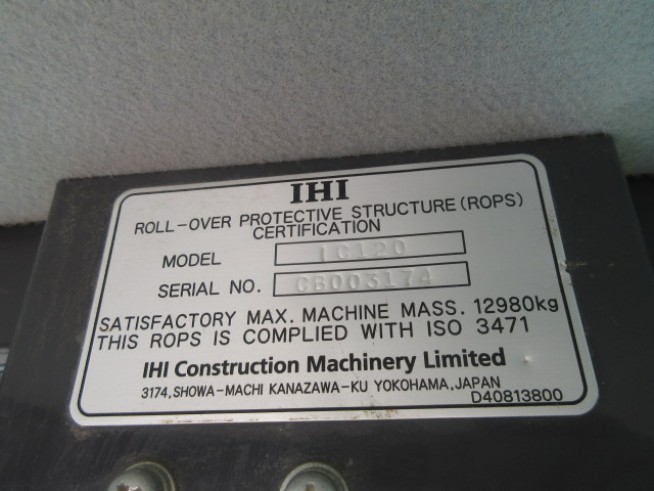 IHI
ROLL-OVER PROTECTIVE STRUCTURE (ROPS)
CERTIFICATION
MODEL IC120
SERIAL NO. CB003174
SATISFACTORY MAX. MACHINE MASS. 12980kg
THIS ROPS IS COMPLIED WITH ISO 3471
IHI Construction Machinery Limited
3174,SHOWA-MACHI KANAZAWA-KU YOKOHAMA,JAPAN
D40813800